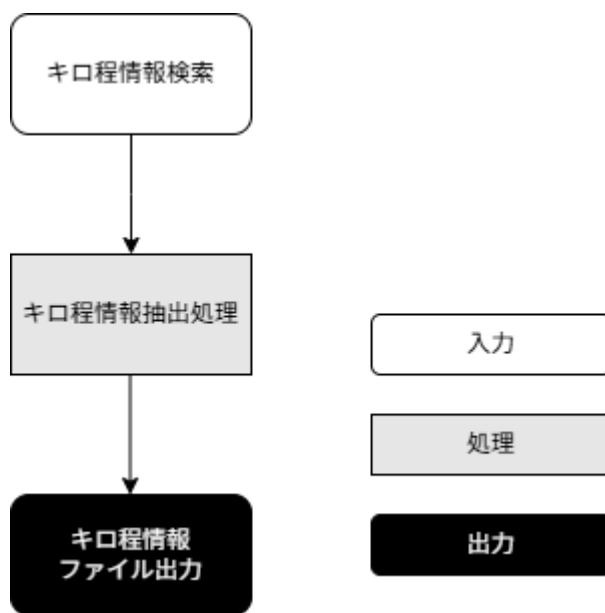 キロ程情報検索
キロ程情報抽出処理
キロ程情報
ファイル出力
入力
処理
出力